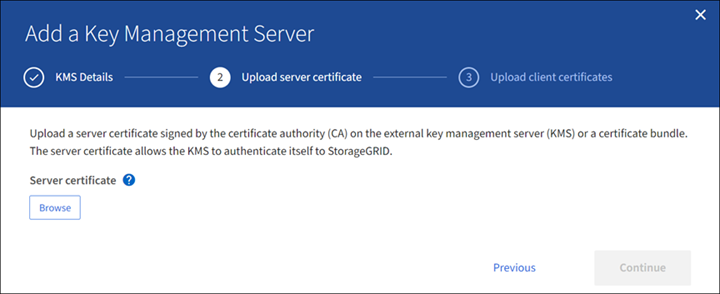 Add a Key Management Server
KMS Details
2 Upload server certificate
3 Upload client certificates
Upload a server certificate signed by the certificate authority (CA) on the external key management server (KMS) or a certificate bundle.
The server certificate allows the KMS to authenticate itself to StorageGRID.
Server certificate ?
Browse
Previous
Continue